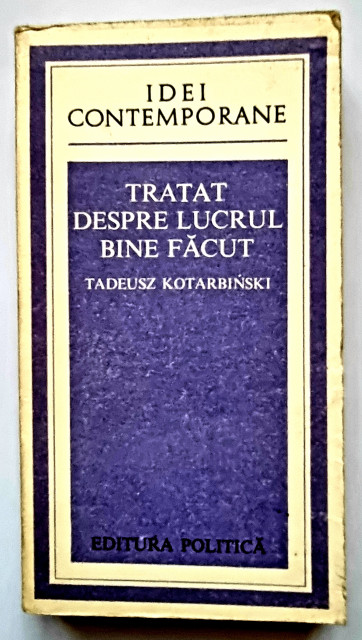 IDEI
CONTEMPORANE
TRATAT
DESPRE LUCRUL
BINE FĂCUT
TADEUSZ KOTARBIŃSKI
EDITURA POLITICĂ